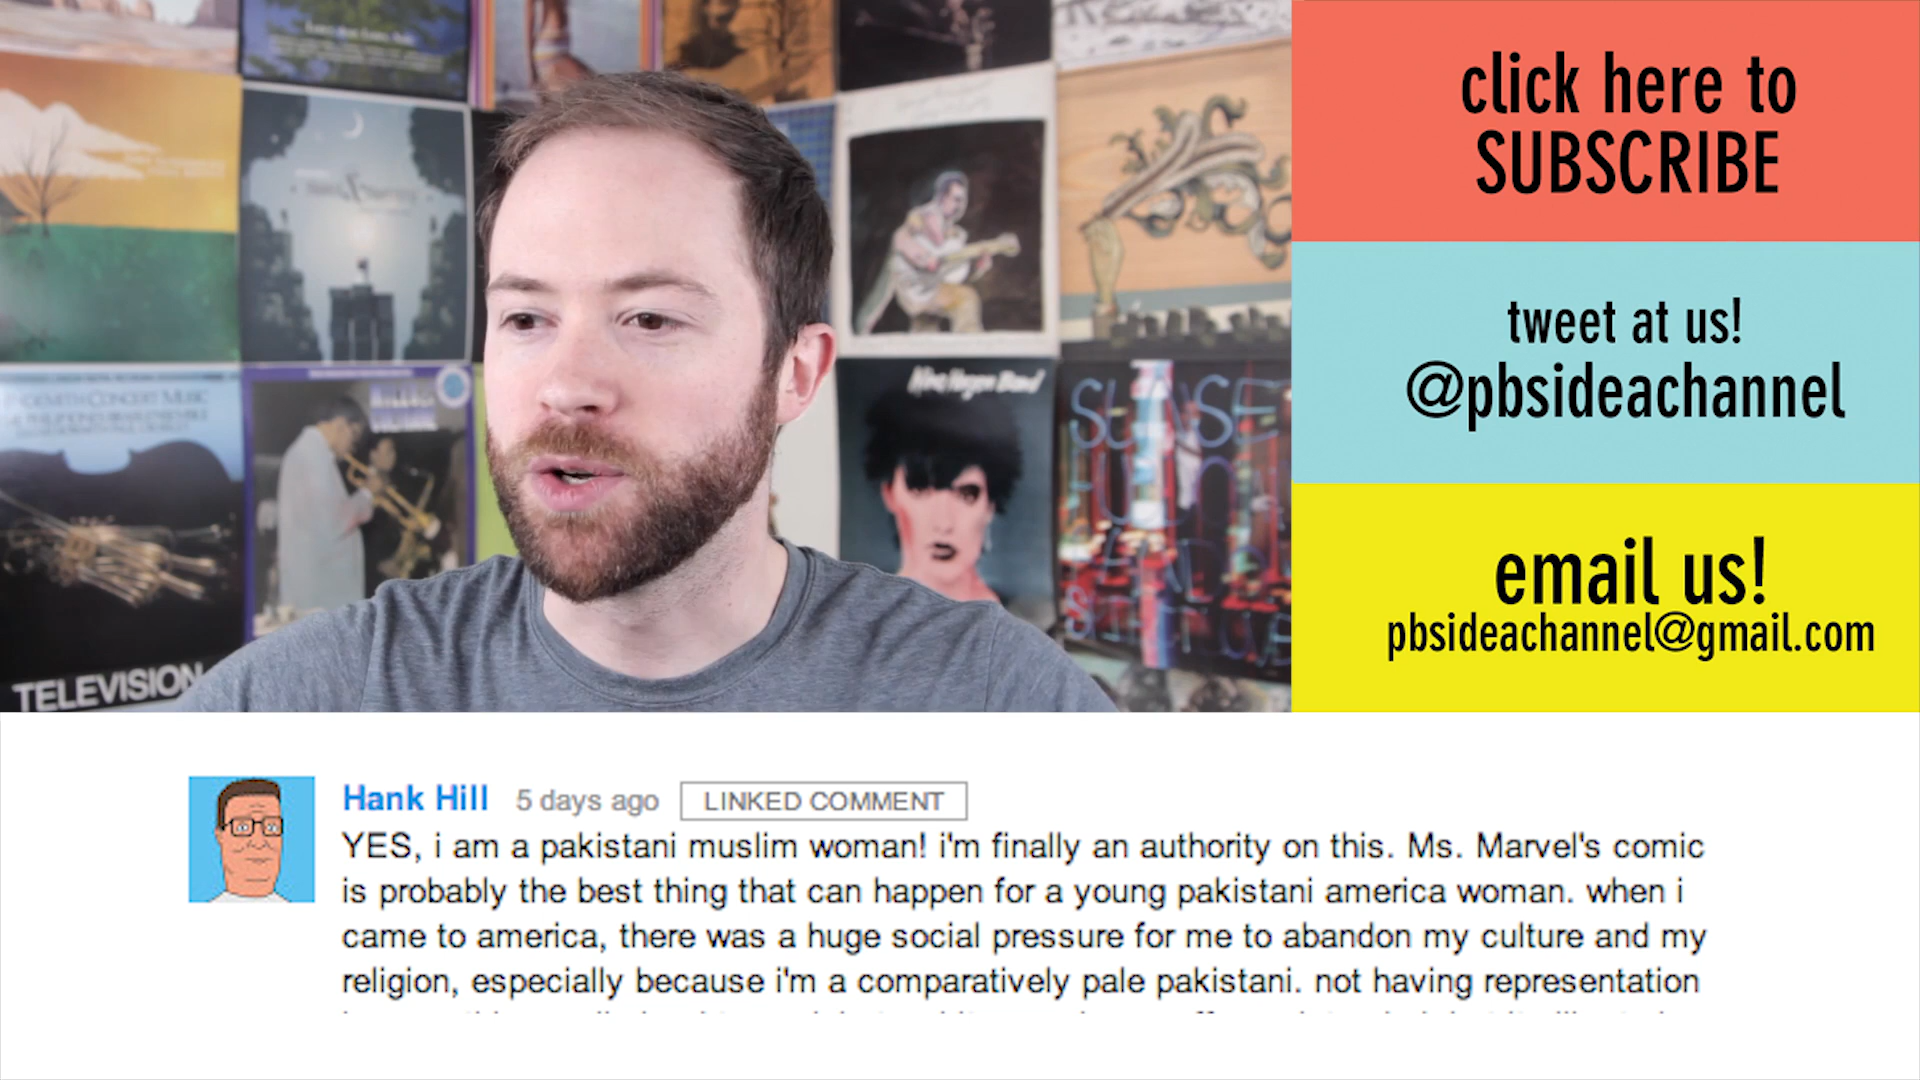 click here to
SUBSCRIBE
tweet at us!
@pbsideachannel
email us!
pbsideachannel@gmail.com
TELEVISION
Hank Hill 5 days ago LINKED COMMENT
YES, i am a pakistani muslim woman! i'm finally an authority on this. Ms. Marvel's comic
is probably the best thing that can happen for a young pakistani america woman. when i
came to america, there was a huge social pressure for me to abandon my culture and my
religion, especially because i'm a comparatively pale pakistani. not having representation